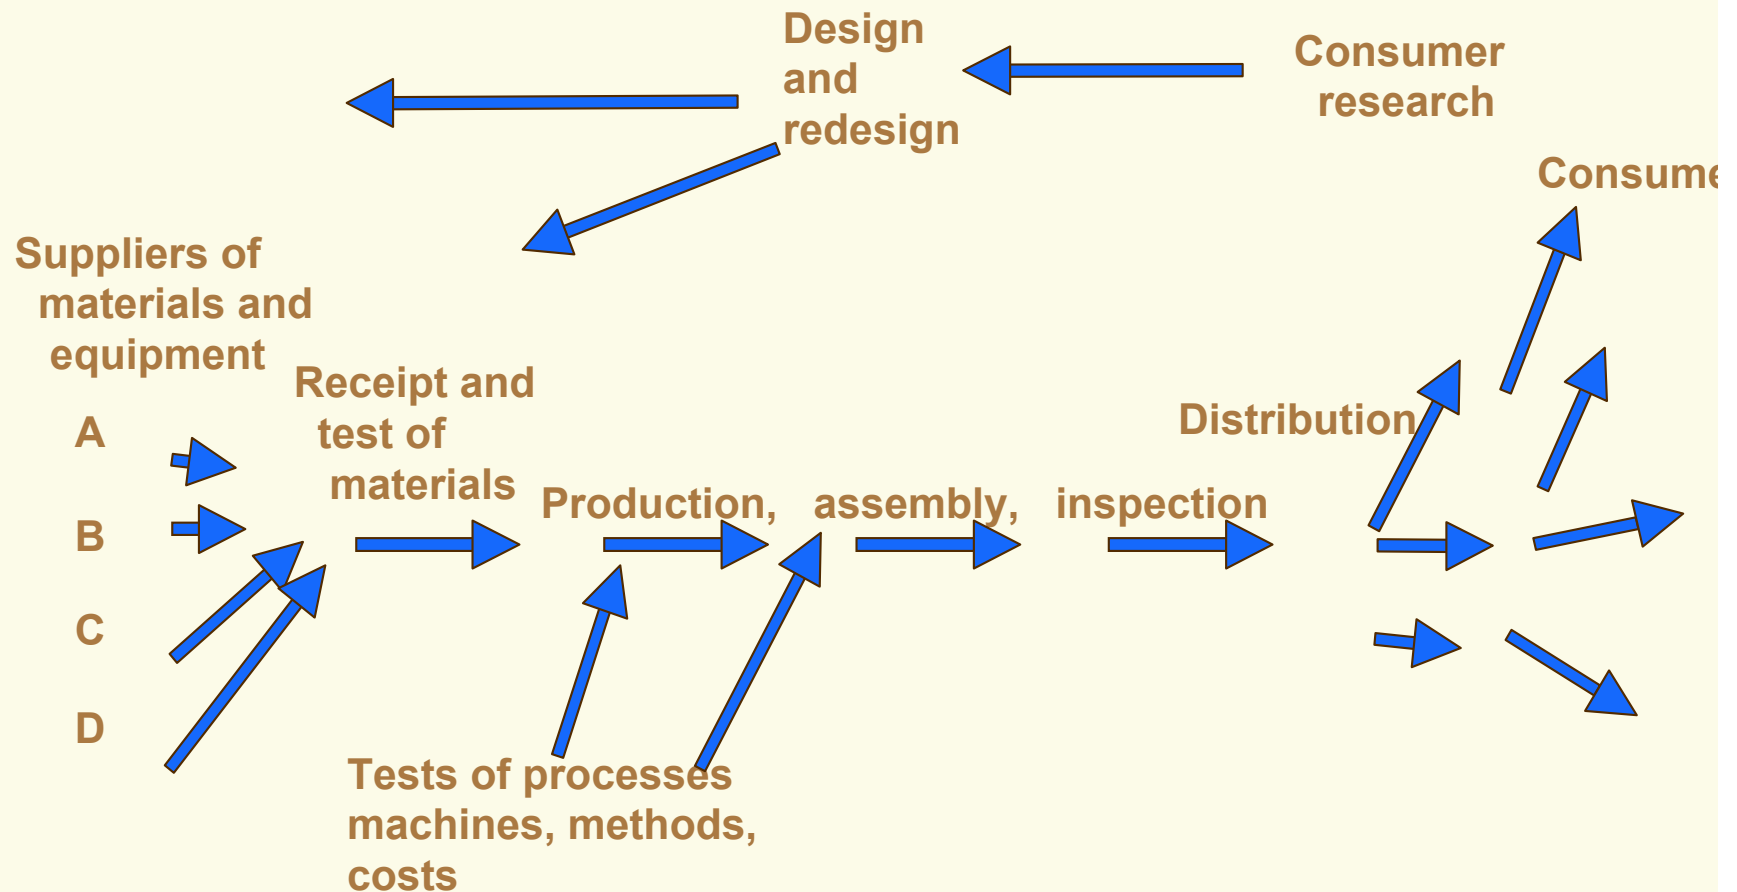 Design
and
redesign
Consumer
research
Consume
Suppliers of
materials and
equipment
Receipt and
test of
materials
A
B
C
D
Production, assembly, inspection
Distribution
Tests of processes
machines, methods,
costs